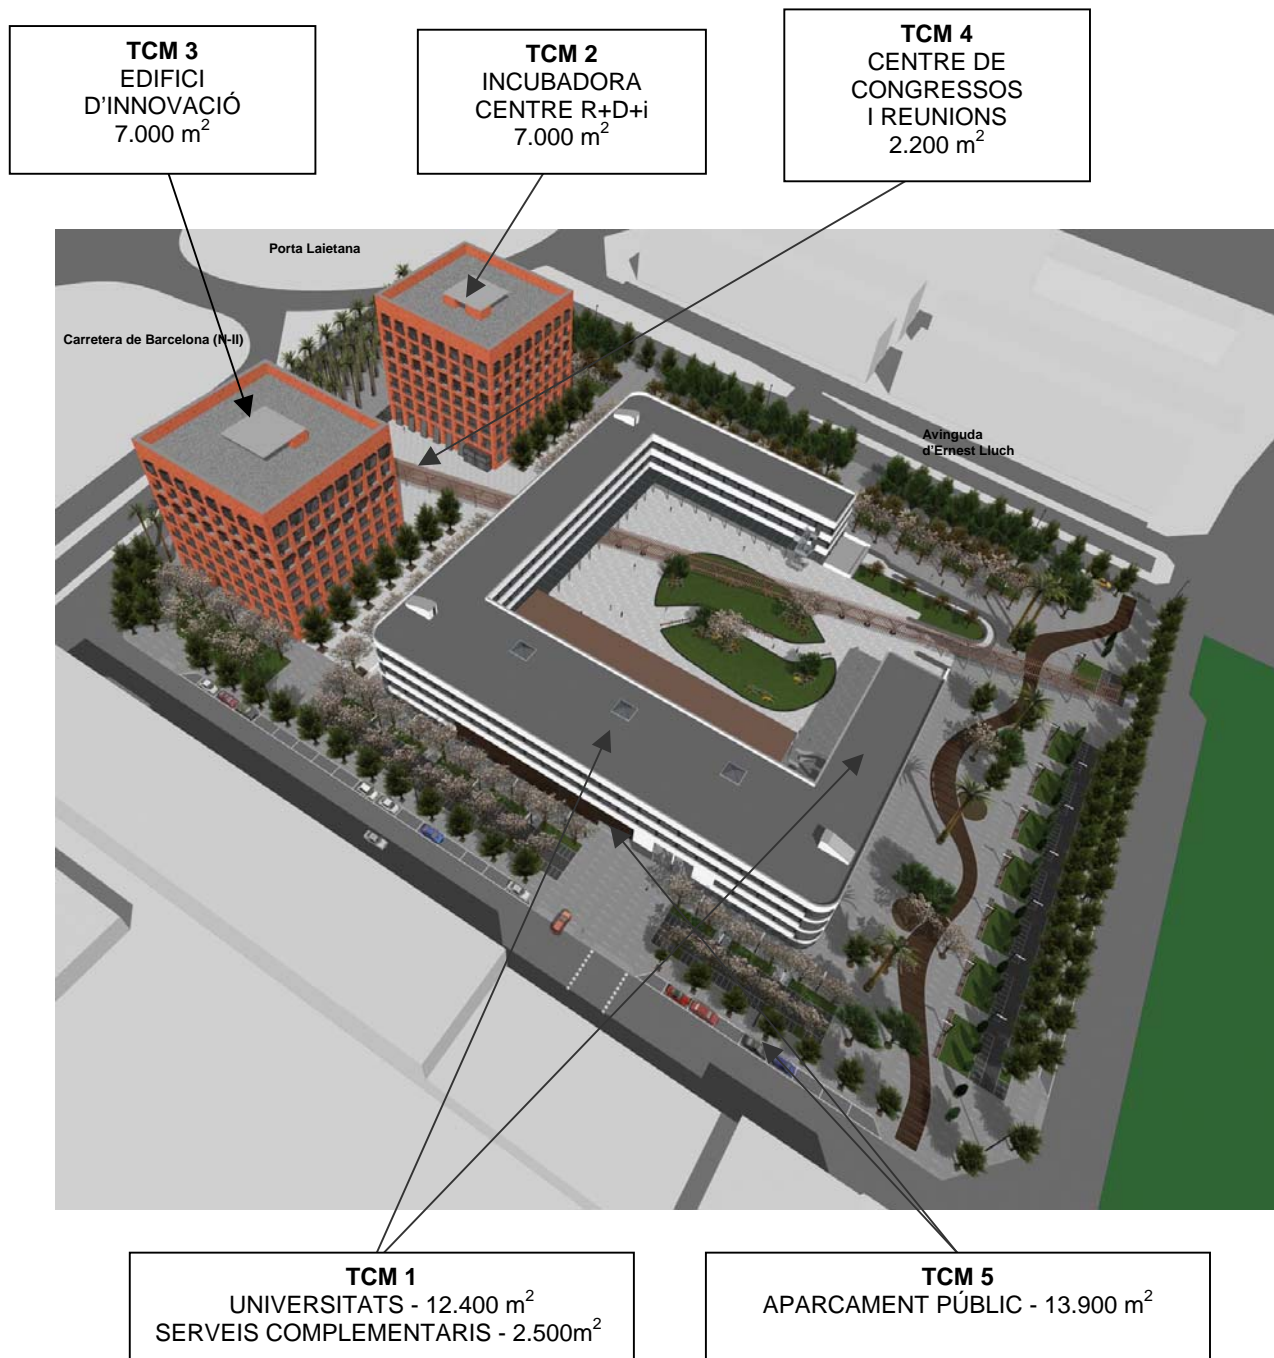 TCM 3
EDIFICI
D'INNOVACIÓ
7.000 m²
TCM 2
INCUBADORA
CENTRE R+D+i
7.000 m²
TCM 4
CENTRE DE
CONGRESSOS
I REUNIONS
2.200 m²
Porta Laietana
Carretera de Barcelona (N-II)
Avinguda
d'Ernest Lluch
TCM 1
UNIVERSITATS - 12.400 m²
SERVEIS COMPLEMENTARIS - 2.500m²
TCM 5
APARCAMENT PÚBLIC - 13.900 m²